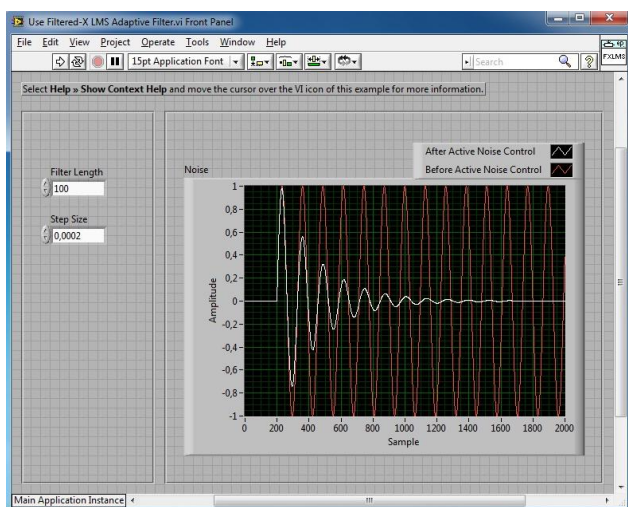 Use Filtered-X LMS Adaptive Filter.vi Front Panel
File Edit View Project Operate Tools Window Help
15pt Application Font Search ? FXLMS
Select Help » Show Context Help and move the cursor over the VI icon of this example for more information.
After Active Noise Control
Before Active Noise Control
Noise
Filter Length
100
Step Size
0,0002
Amplitude
1
0,8
0,6
0,4
0,2
0
-0,2
-0,4
-0,6
-0,8
-1
0 200 400 600 800 1000 1200 1400 1600 1800 2000
Sample
Main Application Instance